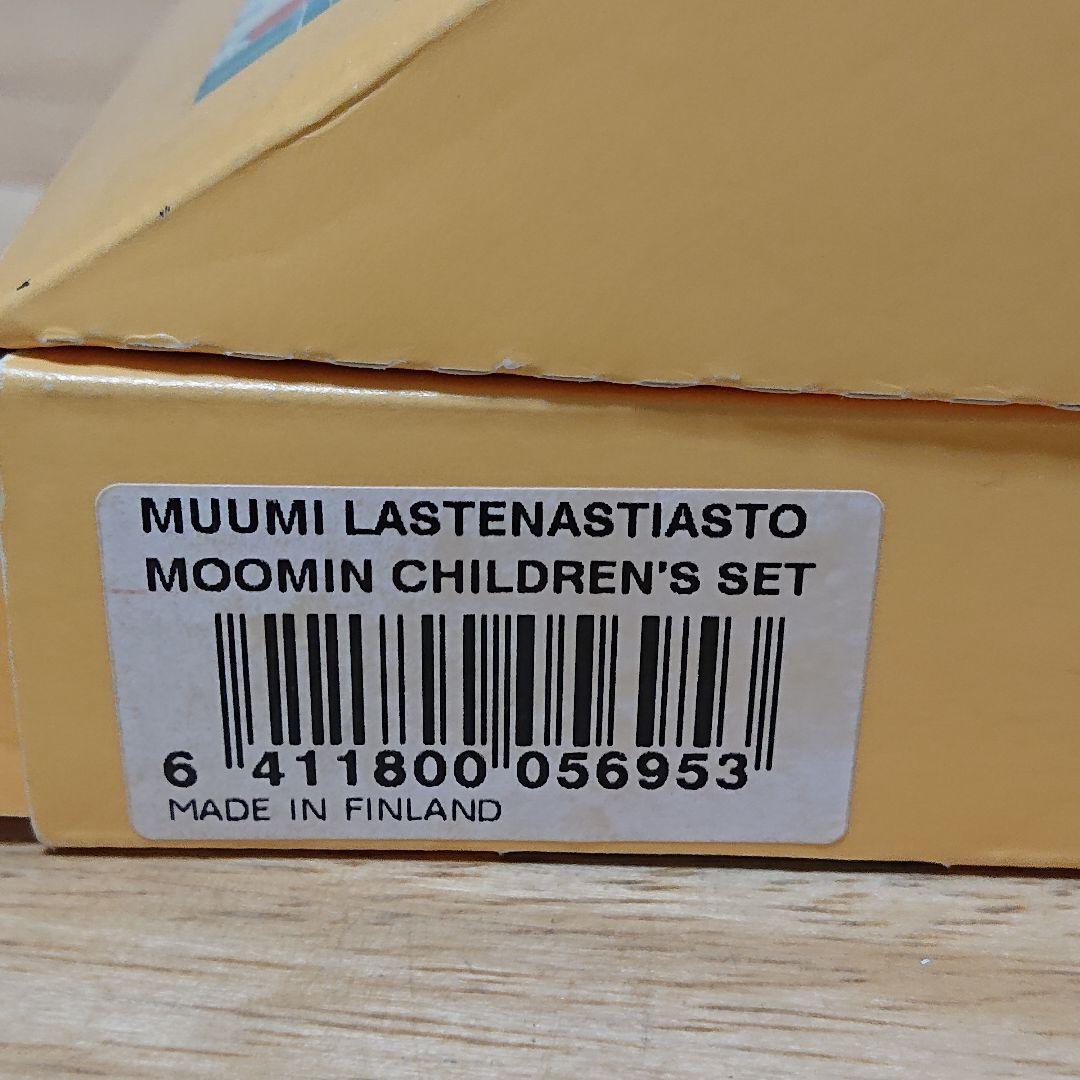 MUUMI LASTENASTIASTO
MOOMIN CHILDREN'S SET
6 411800 056953
MADE IN FINLAND